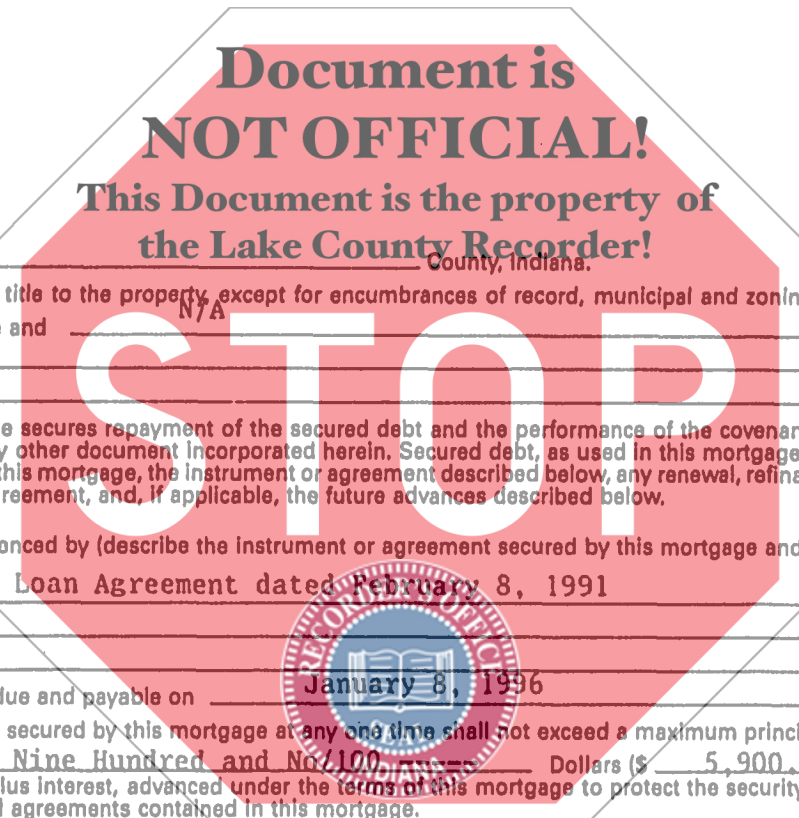 Document is
NOT OFFICIAL!
This Document is the property of
the Lake County Recorder!
County, Indiana.
title to the property, except for encumbrances of record, municipal and zonin
and N/A
STOP
e secures repayment of the secured debt and the performance of the covenan
y other document incorporated herein. Secured debt, as used in this mortgage
this mortgage, the instrument or agreement described below, any renewal, refina
reement, and, if applicable, the future advances described below.
enced by (describe the instrument or agreement secured by this mortgage and
Loan Agreement dated February 8, 1991
RECORDER'S OFFICE
due and payable on January 8, 1996
secured by this mortgage at any one time shall not exceed a maximum princi
Nine Hundred and No/100 ------ Dollars ($ 5,900.
INDIANA
lus interest, advanced under the terms of this mortgage to protect the security
agreements contained in this mortgage.